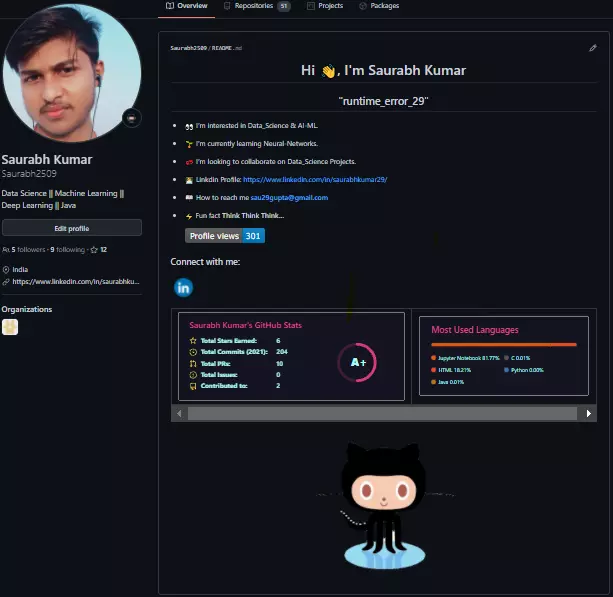 Overview Repositories 51 Projects Packages
Saurabh Kumar
Saurabh2509
Data Science || Machine Learning ||
Deep Learning || Java
Edit profile
5 followers · 9 following · 12
India
https://www.linkedin.com/in/saurabhku...
Organizations
Saurabh2509 / README.md
Hi 👋, I'm Saurabh Kumar
"runtime_error_29"
👀 I'm interested in Data_Science & AI-ML.
🌱 I'm currently learning Neural-Networks.
I'm looking to collaborate on Data_Science Projects.
Linkdin Profile: https://www.linkedin.com/in/saurabhkumar29/
How to reach me sau29gupta@gmail.com
⚡ Fun fact Think Think Think...
Profile views 301
Connect with me:
in
Saurabh Kumar's GitHub Stats
Total Stars Earned: 6
Total Commits (2021): 204
Total PRs: 10
Total Issues: 0
Contributed to: 2
A+
Most Used Languages
Jupyter Notebook 81.77% C 0.01%
HTML 18.21% Python 0.00%
Java 0.01%